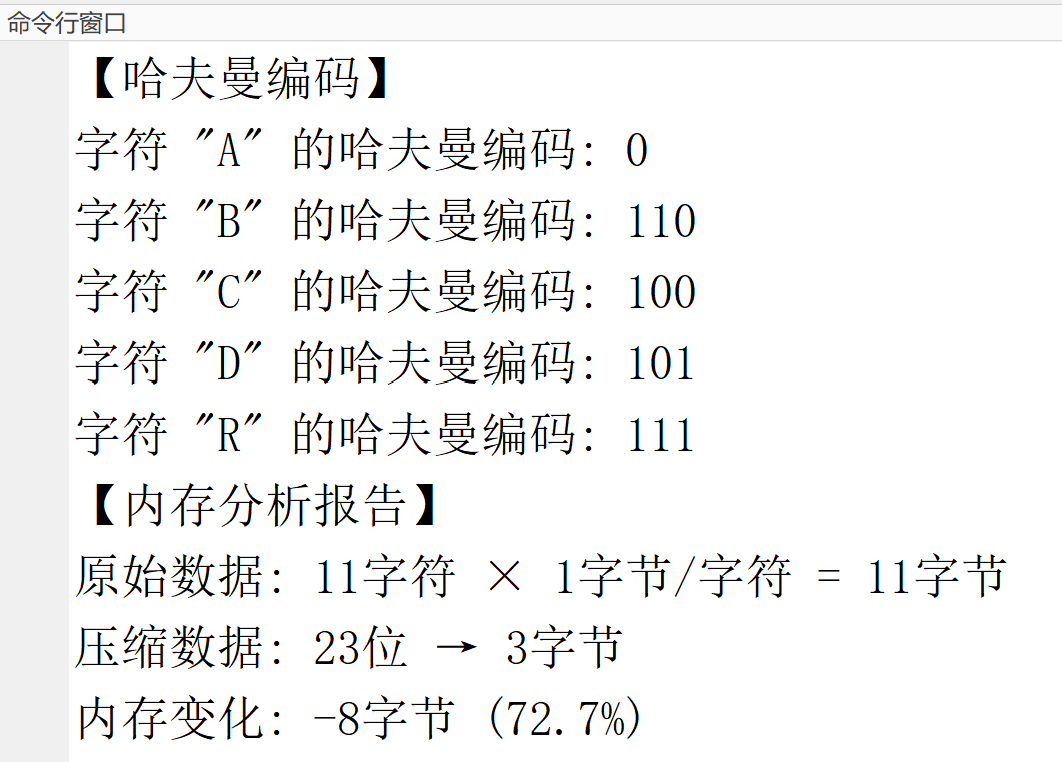 命令行窗口
【哈夫曼编码】
字符 "A" 的哈夫曼编码: 0
字符 "B" 的哈夫曼编码: 110
字符 "C" 的哈夫曼编码: 100
字符 "D" 的哈夫曼编码: 101
字符 "R" 的哈夫曼编码: 111
【内存分析报告】
原始数据: 11字符 × 1字节/字符 = 11字节
压缩数据: 23位 → 3字节
内存变化: -8字节 (72.7%)